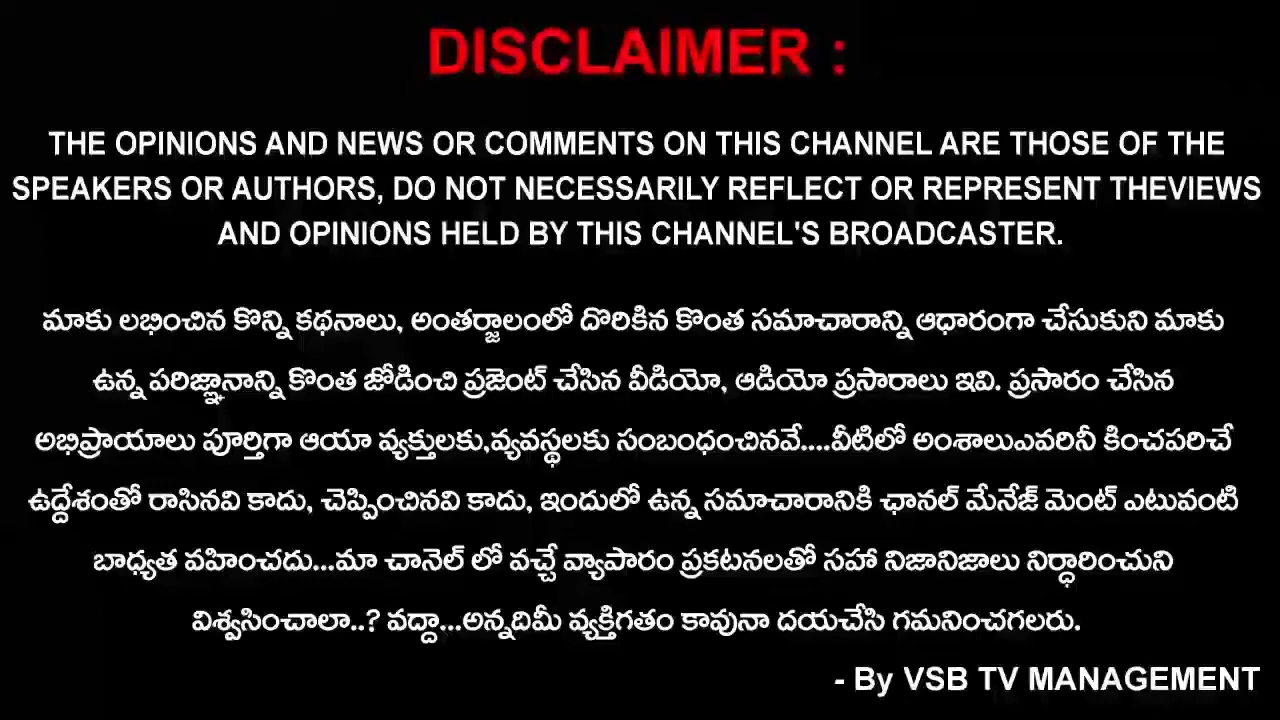 DISCLAIMER :
THE OPINIONS AND NEWS OR COMMENTS ON THIS CHANNEL ARE THOSE OF THE
SPEAKERS OR AUTHORS, DO NOT NECESSARILY REFLECT OR REPRESENT THEVIEWS
AND OPINIONS HELD BY THIS CHANNEL'S BROADCASTER.
మాకు లభించిన కొన్ని కథనాలు, అంతర్జాలంలో దొరికిన కొంత సమాచారాన్ని ఆధారంగా చేసుకుని మాకు
ఉన్న పరిజ్ఞానాన్ని కొంత జోడించి ప్రజెంట్ చేసిన వీడియో, ఆడియో ప్రసారాలు ఇవి. ప్రసారం చేసిన
అభిప్రాయాలు పూర్తిగా ఆయా వ్యక్తులకు,వ్యవస్థలకు సంబంధంచినవే....వీటిలో అంశాలుఎవరినీ కించపరిచే
ఉద్దేశంతో రాసినవి కాదు, చెప్పించినవి కాదు, ఇందులో ఉన్న సమాచారానికి ఛానల్ మేనేజ్ మెంట్ ఎటువంటి
బాధ్యత వహించదు...మా చానెల్ లో వచ్చే వ్యాపారం ప్రకటనలతో సహా నిజానిజాలు నిర్ధారించుని
విశ్వసించాలా..? వద్దా...అన్నదిమీ వ్యక్తిగతం కావునా దయచేసి గమనించగలరు.
- By VSB TV MANAGEMENT